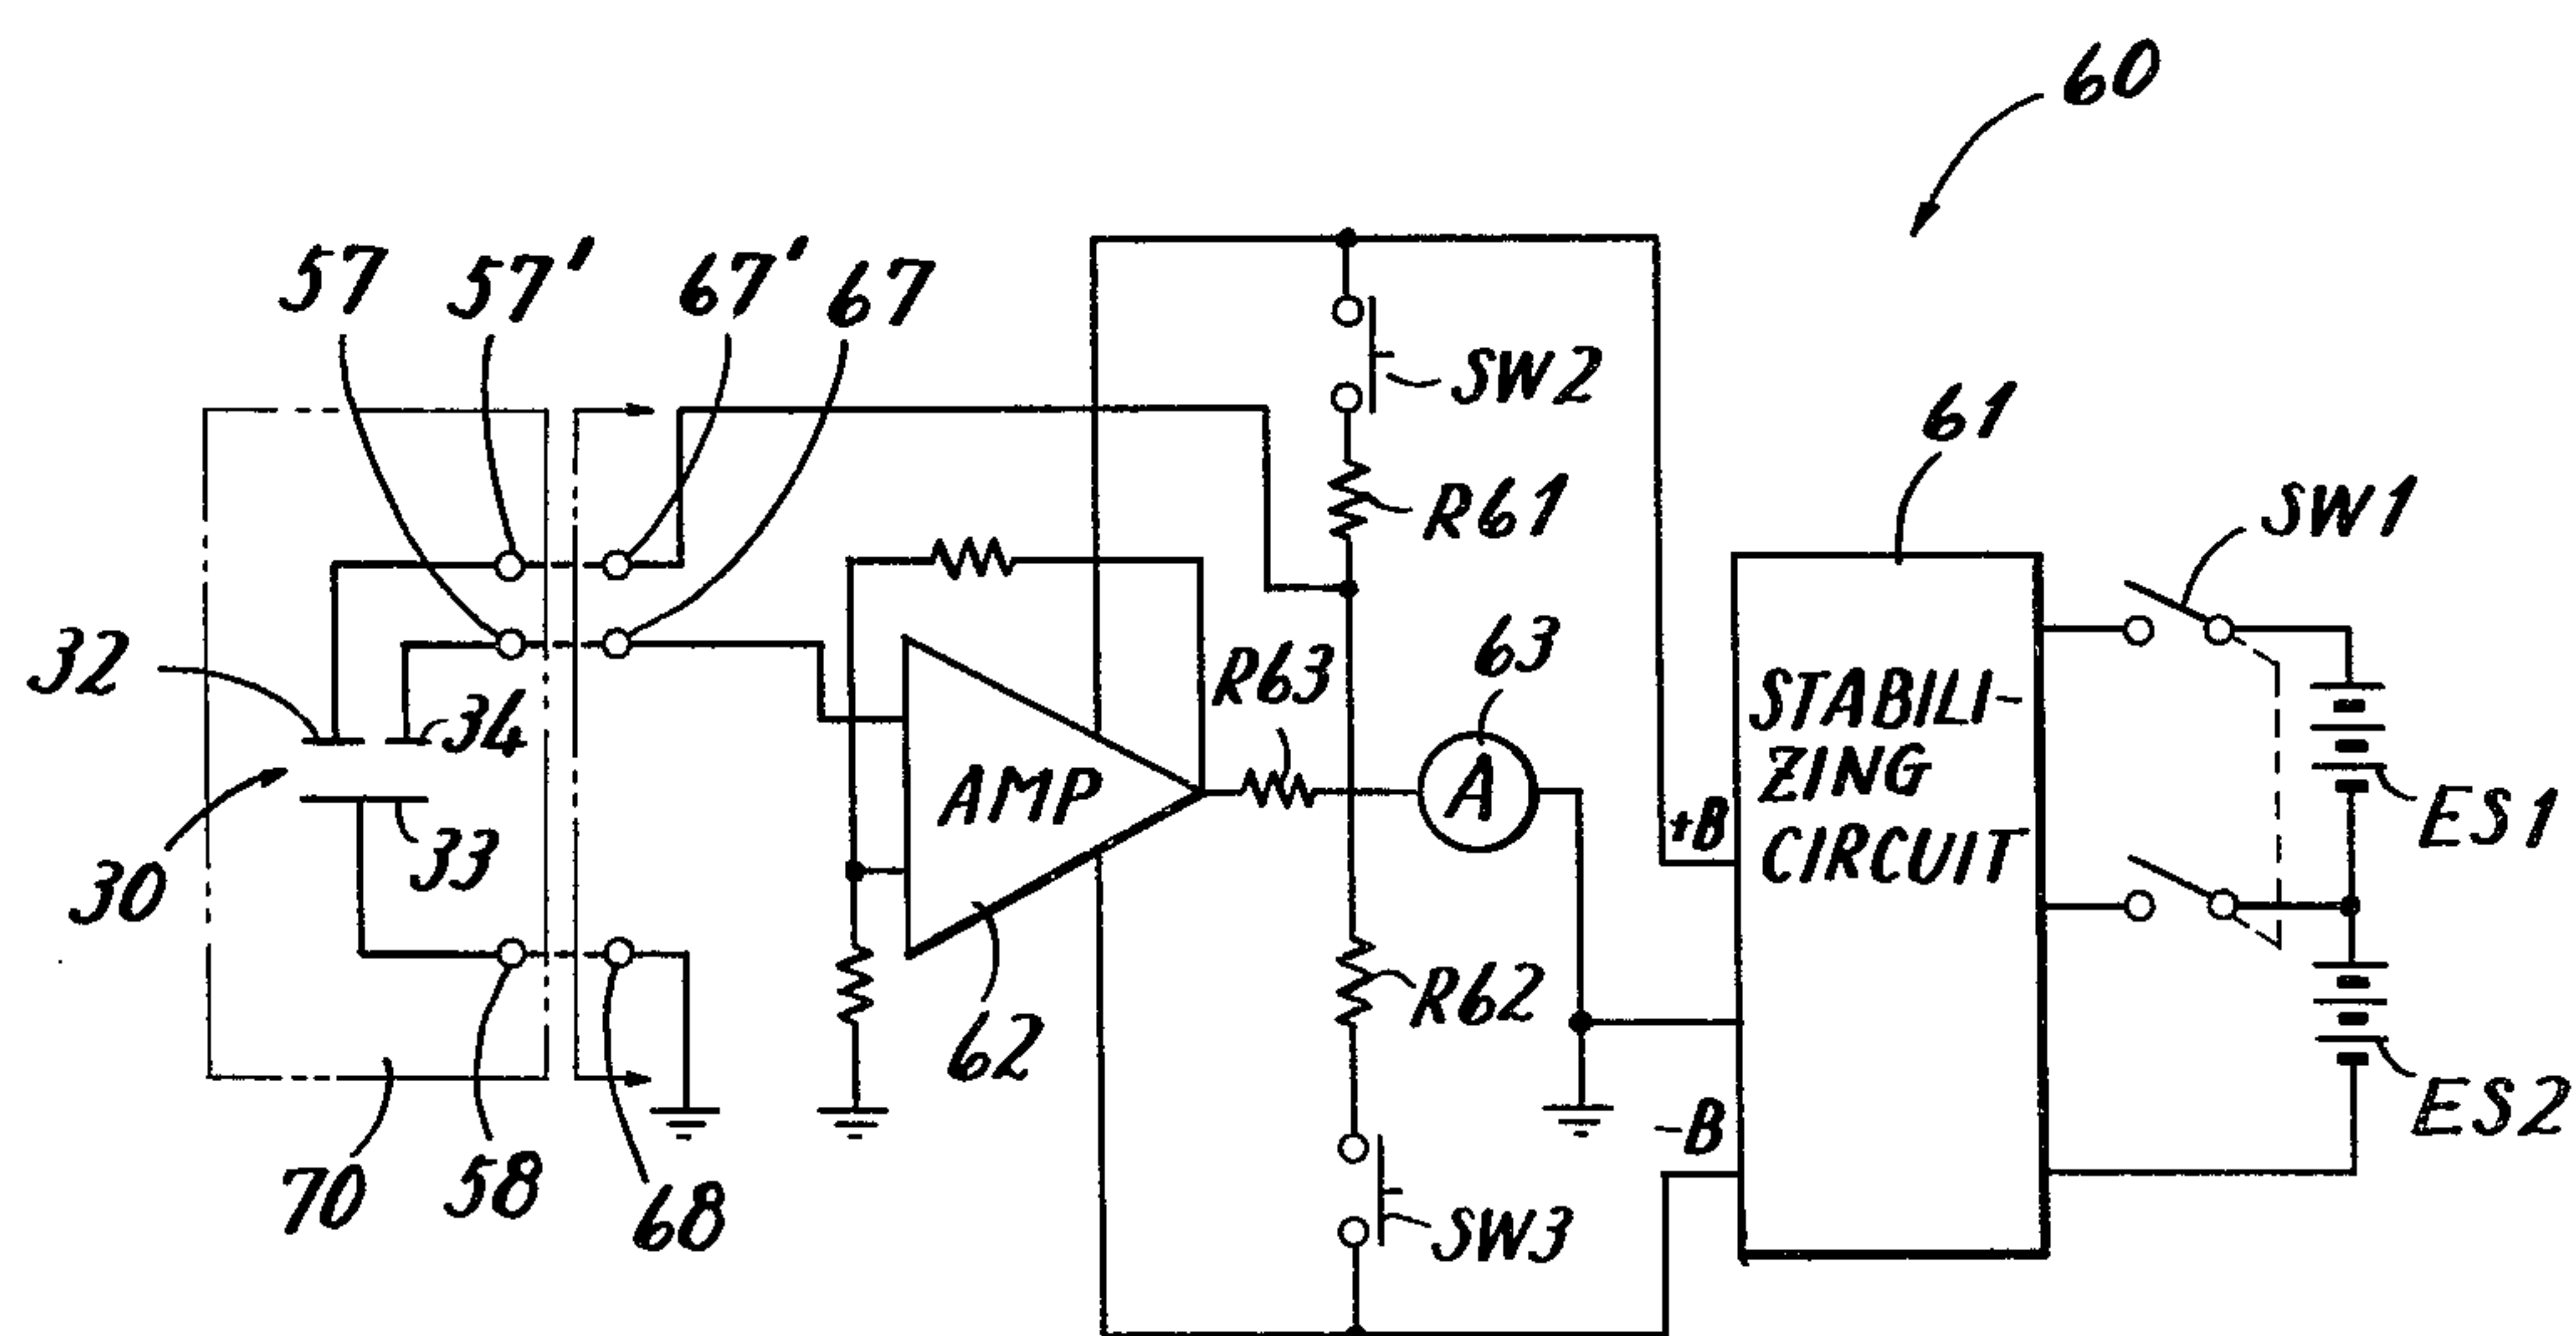 60
57
57'
67'
67
SW2
61
R61
SW1
32
34
R63
63
AMP
STABILI-
ZING
CIRCUIT
+B
A
ES1
30
33
R62
62
-B
ES2
70
58
68
SW3